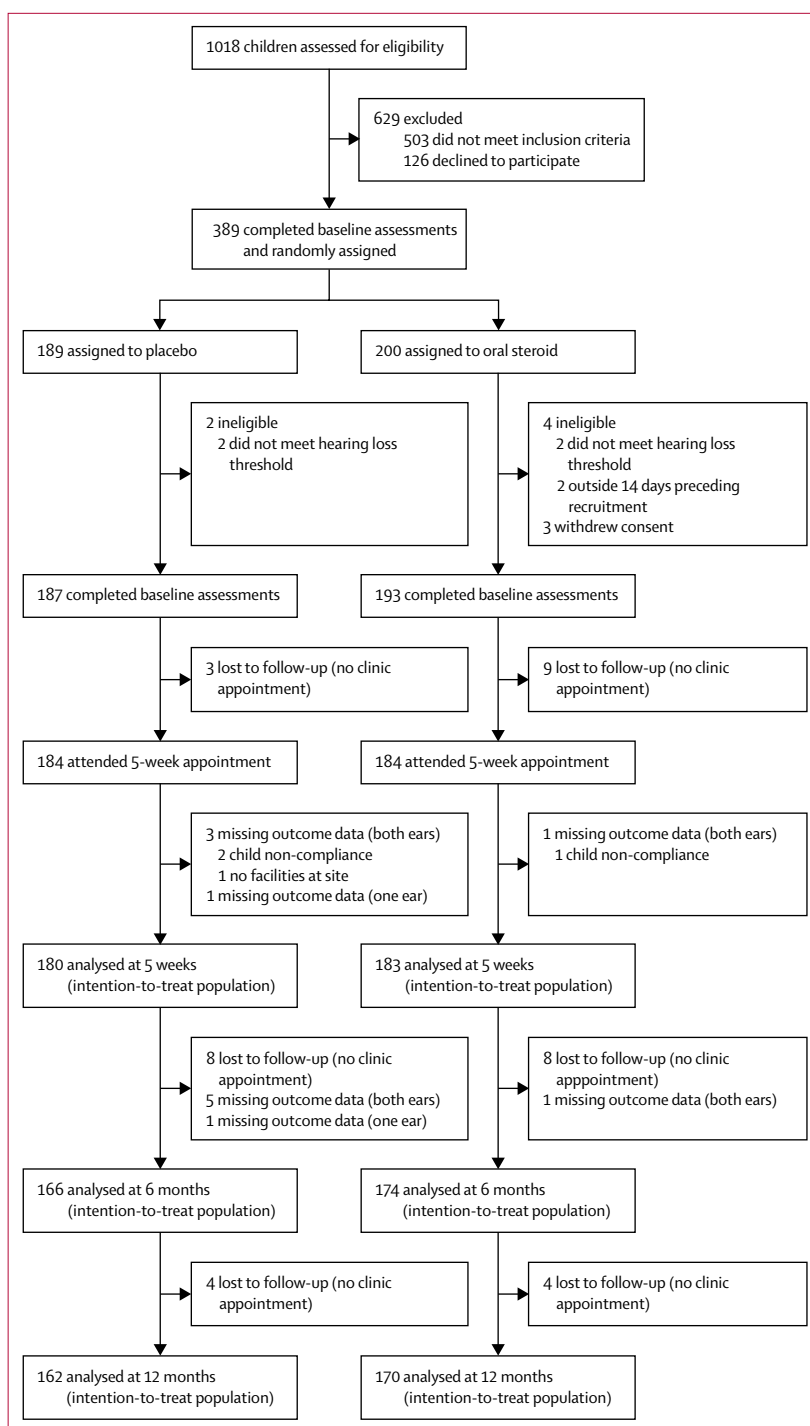 1018 children assessed for eligibility
629 excluded
503 did not meet inclusion criteria
126 declined to participate
389 completed baseline assessments
and randomly assigned
189 assigned to placebo
200 assigned to oral steroid
2 ineligible
2 did not meet hearing loss
threshold
4 ineligible
2 did not meet hearing loss
threshold
2 outside 14 days preceding
recruitment
3 withdrew consent
187 completed baseline assessments
193 completed baseline assessments
3 lost to follow-up (no clinic
appointment)
9 lost to follow-up (no clinic
appointment)
184 attended 5-week appointment
184 attended 5-week appointment
3 missing outcome data (both ears)
2 child non-compliance
1 no facilities at site
1 missing outcome data (one ear)
1 missing outcome data (both ears)
1 child non-compliance
180 analysed at 5 weeks
(intention-to-treat population)
183 analysed at 5 weeks
(intention-to-treat population)
8 lost to follow-up (no clinic
apppointment)
5 missing outcome data (both ears)
1 missing outcome data (one ear)
8 lost to follow-up (no clinic
apppointment)
1 missing outcome data (both ears)
166 analysed at 6 months
(intention-to-treat population)
174 analysed at 6 months
(intention-to-treat population)
4 lost to follow-up (no clinic
appointment)
4 lost to follow-up (no clinic
appointment)
162 analysed at 12 months
(intention-to-treat population)
170 analysed at 12 months
(intention-to-treat population)